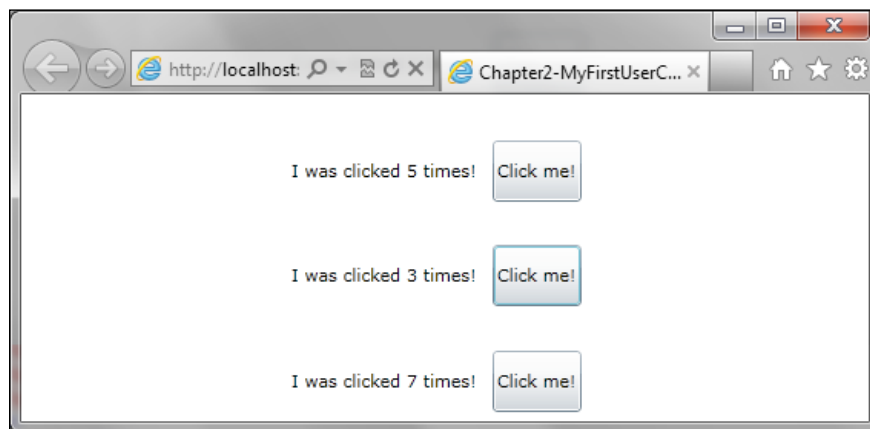 http://localhost:
Chapter2-MyFirstUserC...
I was clicked 5 times! Click me!
I was clicked 3 times! Click me!
I was clicked 7 times! Click me!